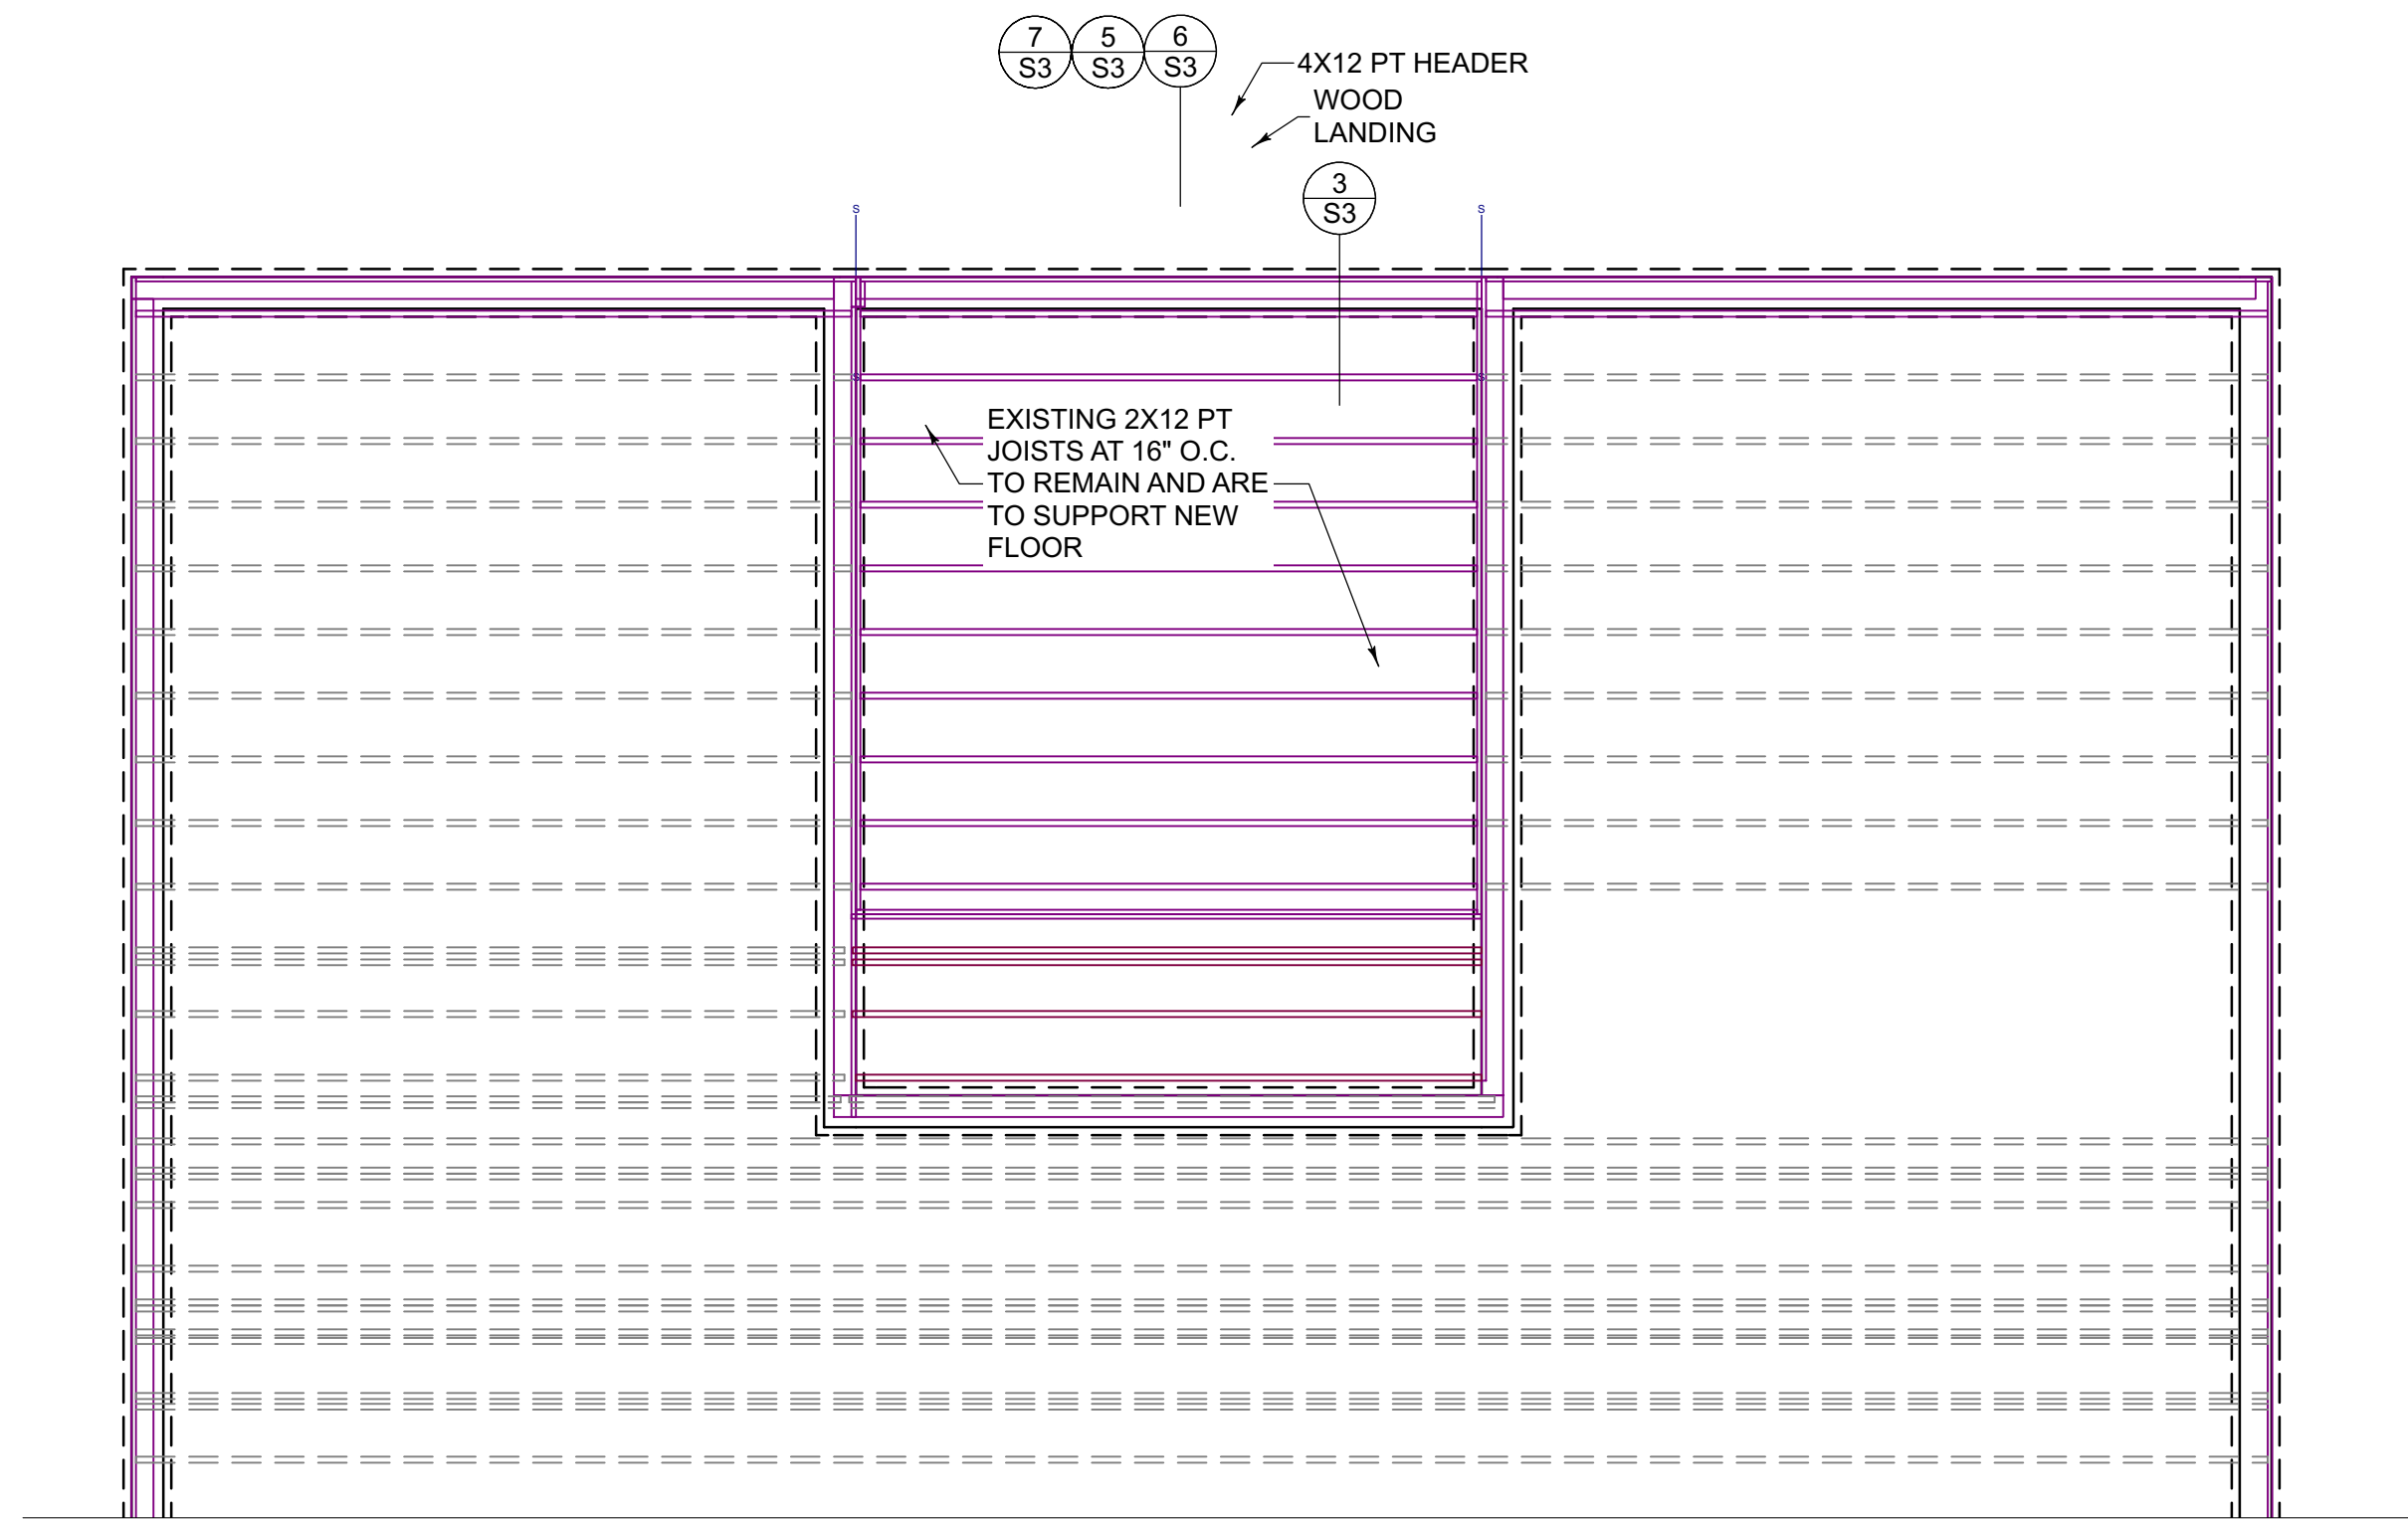 7 5 6
S3 S3 S3
4X12 PT HEADER
WOOD
LANDING
3
S3
S S
EXISTING 2X12 PT
JOISTS AT 16" O.C.
TO REMAIN AND ARE
TO SUPPORT NEW
FLOOR
S S